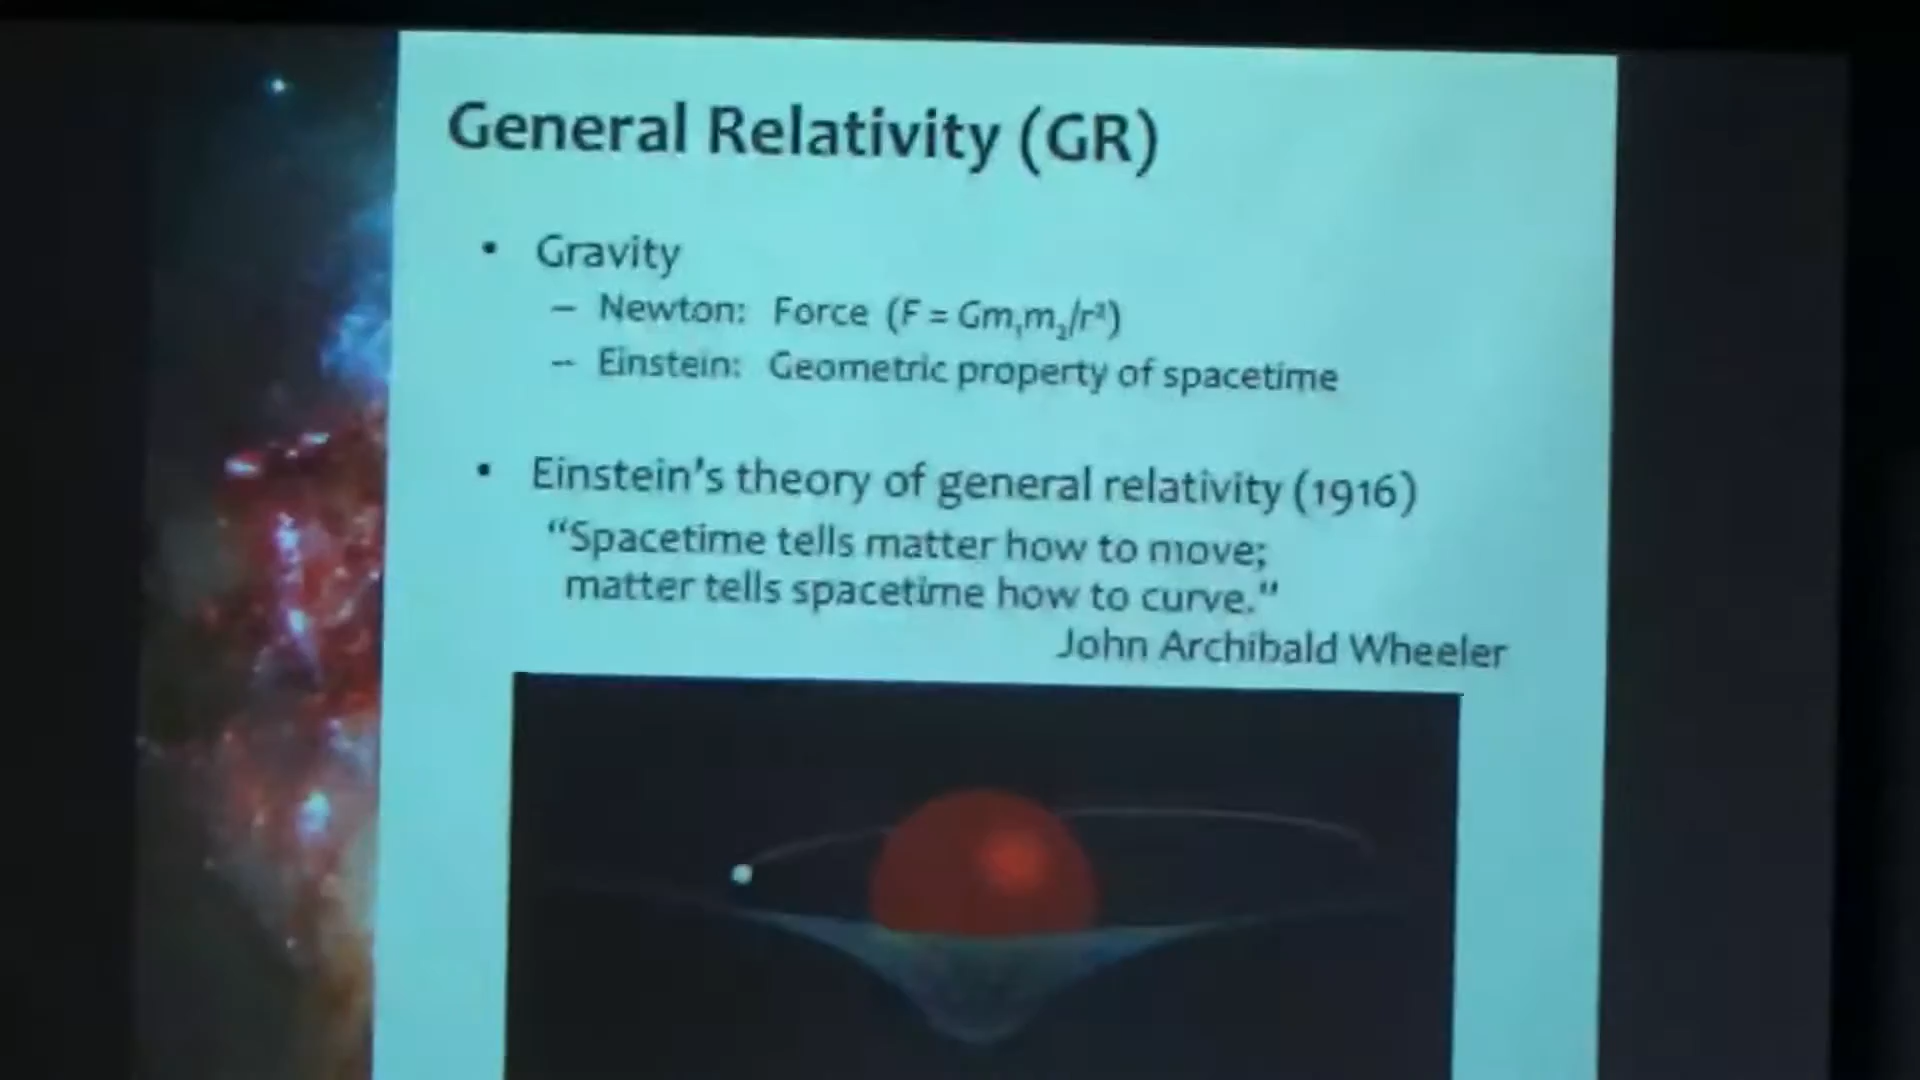 General Relativity (GR)
• Gravity
– Newton: Force (F = Gm₁m₂/r²)
– Einstein: Geometric property of spacetime
• Einstein's theory of general relativity (1916)
“Spacetime tells matter how to move;
matter tells spacetime how to curve.”
John Archibald Wheeler